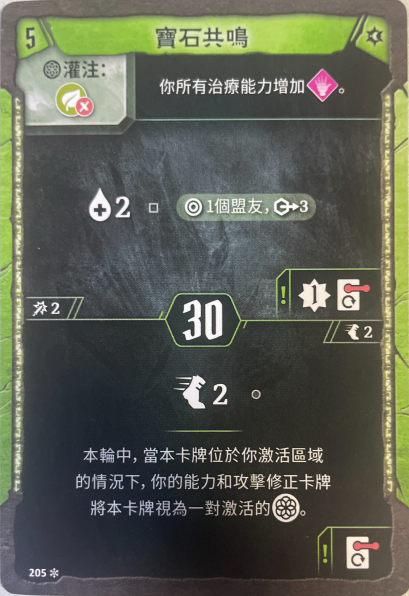 5
寶石共鳴
灌注:
你所有治療能力增加。
2
1個盟友, 3
! 1
2
30
2
2
本輪中, 當本卡牌位於你激活區域
的情況下, 你的能力和攻擊修正卡牌
將本卡牌視為一對激活的。
!
205